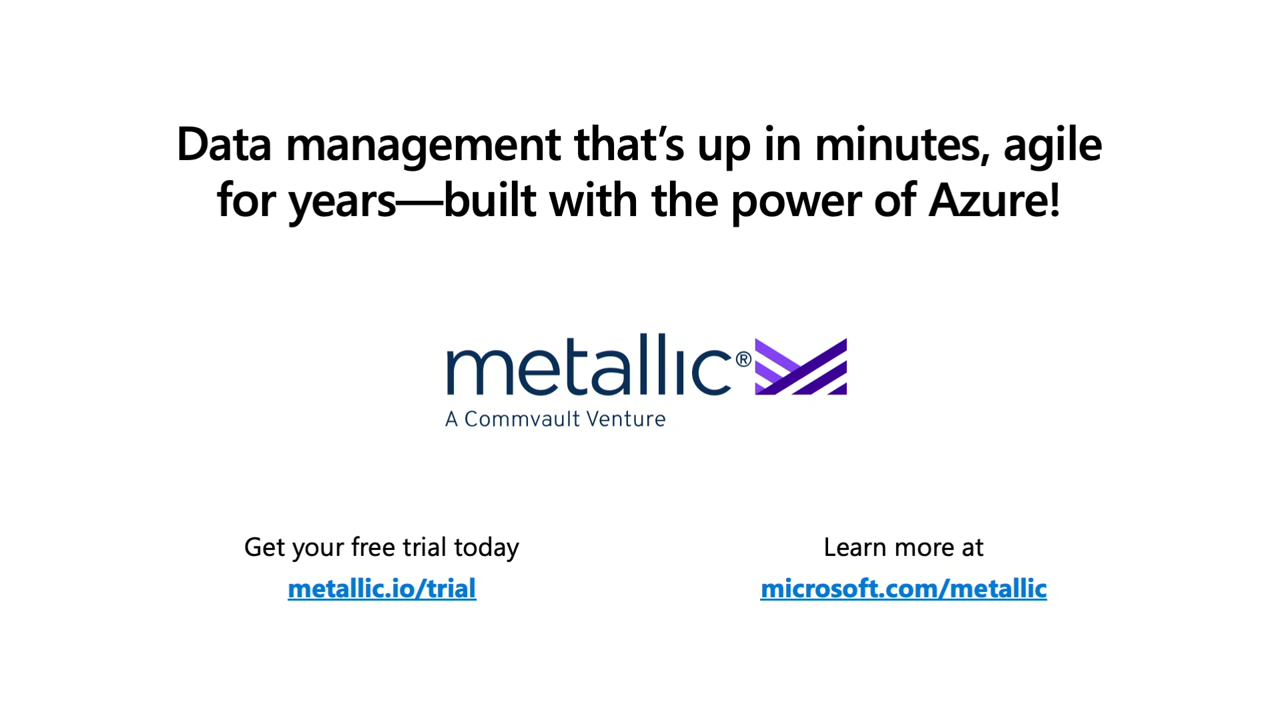 Data management that’s up in minutes, agile
for years—built with the power of Azure!
metallic®
A Commvault Venture
Get your free trial today
metallic.io/trial
Learn more at
microsoft.com/metallic